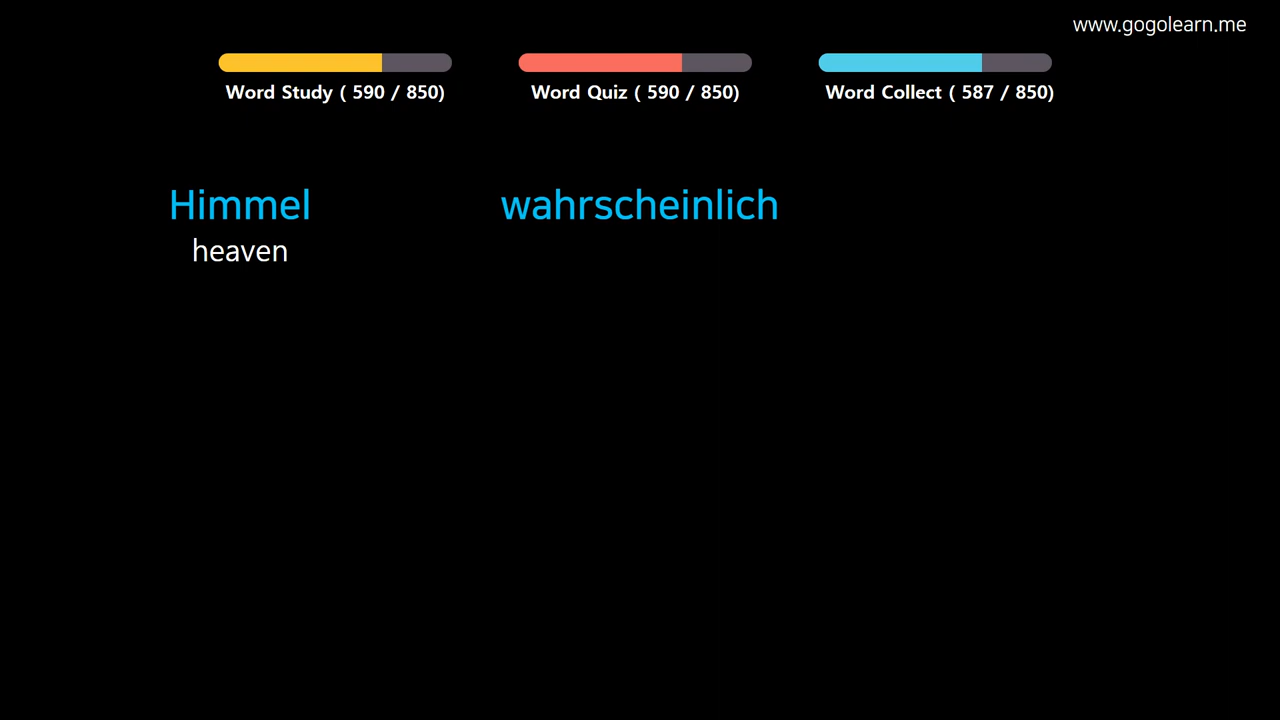 www.gogolearn.me
Word Study ( 590 / 850)
Word Quiz ( 590 / 850)
Word Collect ( 587 / 850)
Himmel
wahrscheinlich
heaven